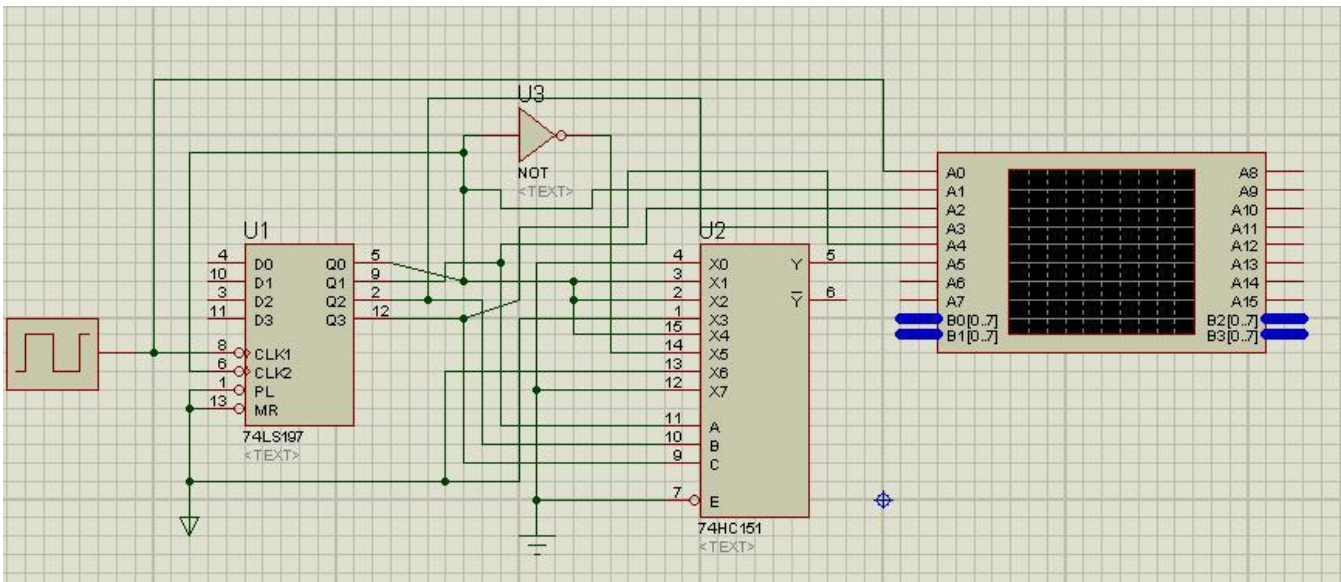 U3
NOT
<TEXT>
U1
4 D0 Q0 5
10 D1 Q1 9
3 D2 Q2 2
11 D3 Q3 12
8 CLK1
6 CLK2
1 PL
13 MR
74LS197
<TEXT>
U2
4 X0 Y 5
3 X1
2 X2 Y 6
1 X3
15 X4
14 X5
13 X6
12 X7
11 A
10 B
9 C
7 E
74HC151
<TEXT>
A0 A8
A1 A9
A2 A10
A3 A11
A4 A12
A5 A13
A6 A14
A7 A15
B0[0..7] B2[0..7]
B1[0..7] B3[0..7]